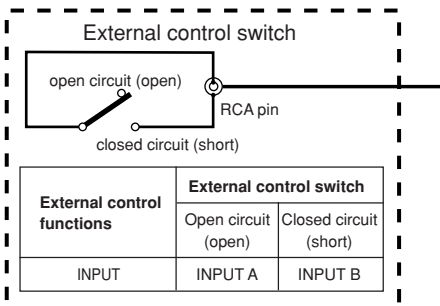 External control switch
open circuit (open)
RCA pin
closed circuit (short)
External control
functions
External control switch
Open circuit
(open)
Closed circuit
(short)
INPUT
INPUT A
INPUT B